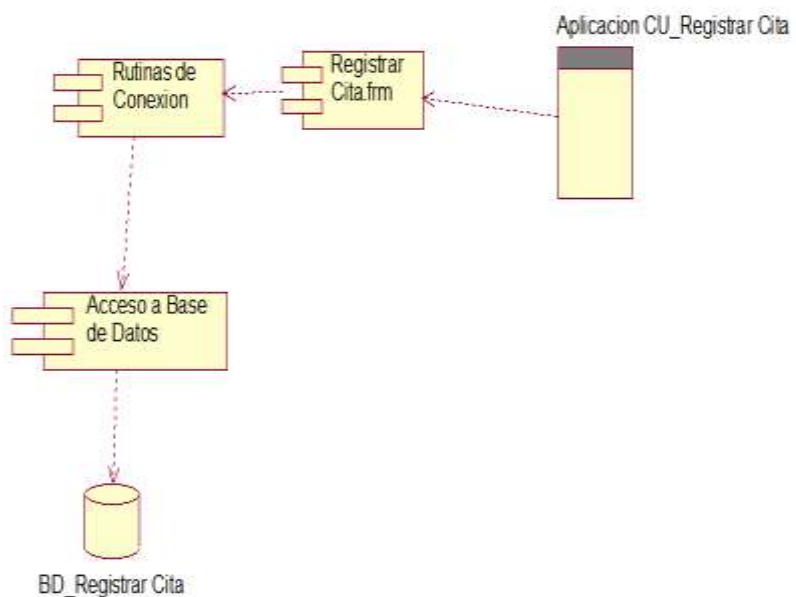 Aplicacion CU_Registrar Cita
Rutinas de
Conexion
Registrar
Cita.frm
Acceso a Base
de Datos
BD_Registrar Cita